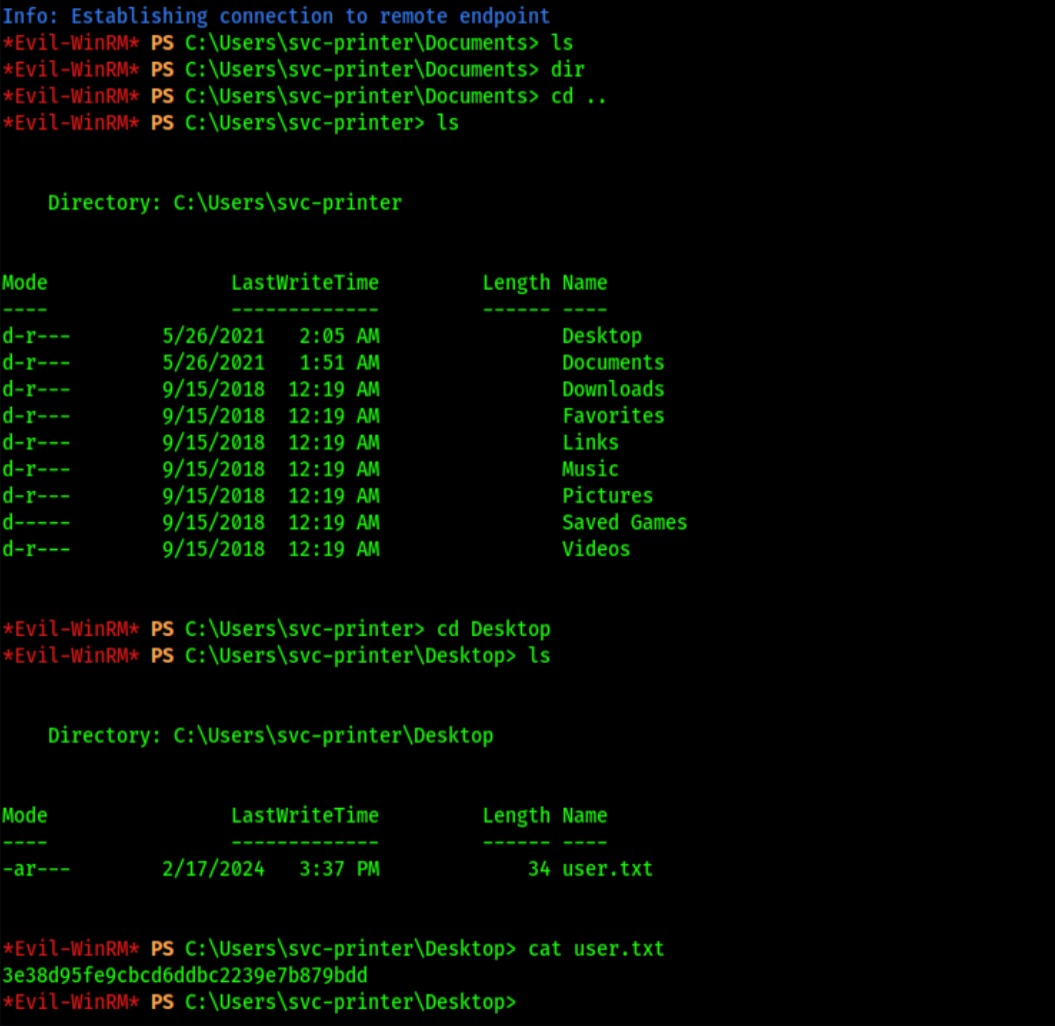 Info: Establishing connection to remote endpoint
*Evil-WinRM* PS C:\Users\svc-printer\Documents> ls
*Evil-WinRM* PS C:\Users\svc-printer\Documents> dir
*Evil-WinRM* PS C:\Users\svc-printer\Documents> cd ..
*Evil-WinRM* PS C:\Users\svc-printer> ls
Directory: C:\Users\svc-printer
Mode LastWriteTime Length Name
---- ------------- ------ ----
d-r--- 5/26/2021 2:05 AM Desktop
d-r--- 5/26/2021 1:51 AM Documents
d-r--- 9/15/2018 12:19 AM Downloads
d-r--- 9/15/2018 12:19 AM Favorites
d-r--- 9/15/2018 12:19 AM Links
d-r--- 9/15/2018 12:19 AM Music
d-r--- 9/15/2018 12:19 AM Pictures
d----- 9/15/2018 12:19 AM Saved Games
d-r--- 9/15/2018 12:19 AM Videos
*Evil-WinRM* PS C:\Users\svc-printer> cd Desktop
*Evil-WinRM* PS C:\Users\svc-printer\Desktop> ls
Directory: C:\Users\svc-printer\Desktop
Mode LastWriteTime Length Name
---- ------------- ------ ----
-ar--- 2/17/2024 3:37 PM 34 user.txt
*Evil-WinRM* PS C:\Users\svc-printer\Desktop> cat user.txt
3e38d95fe9cbcd6ddbc2239e7b879bdd
*Evil-WinRM* PS C:\Users\svc-printer\Desktop>